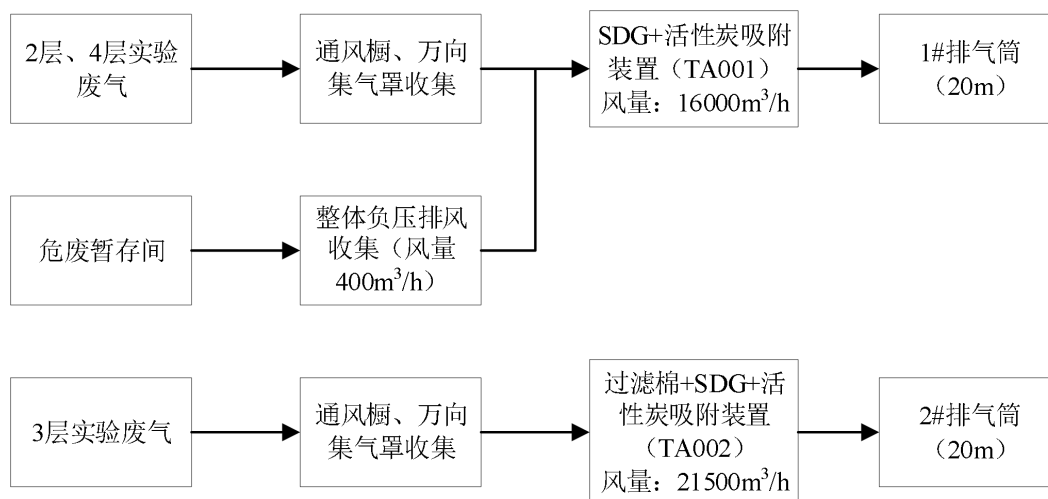 2层、4层实验
废气
通风橱、万向
集气罩收集
SDG+活性炭吸附
装置（TA001）
风量：16000m³/h
1#排气筒
（20m）
危废暂存间
整体负压排风
收集（风量
400m³/h）
3层实验废气
通风橱、万向
集气罩收集
过滤棉+SDG+活
性炭吸附装置
（TA002）
风量：21500m³/h
2#排气筒
（20m）